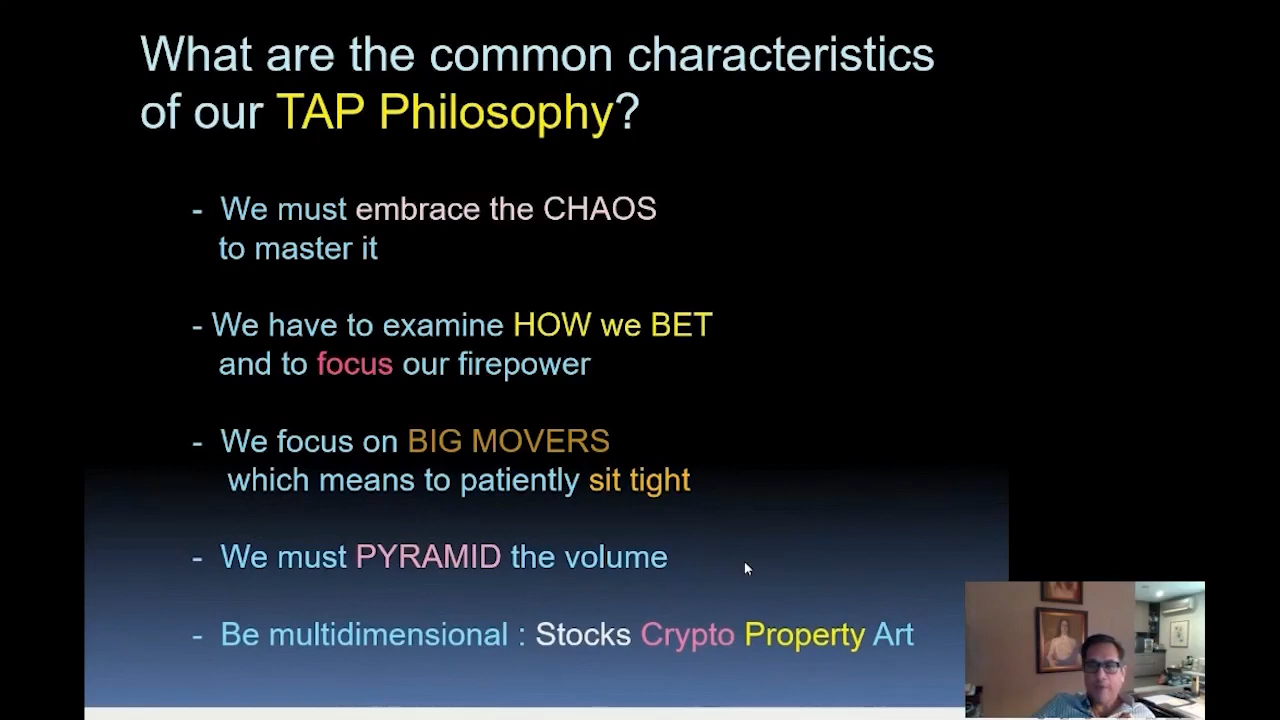 What are the common characteristics
of our TAP Philosophy?
- We must embrace the CHAOS
to master it
- We have to examine HOW we BET
and to focus our firepower
- We focus on BIG MOVERS
which means to patiently sit tight
- We must PYRAMID the volume
- Be multidimensional : Stocks Crypto Property Art